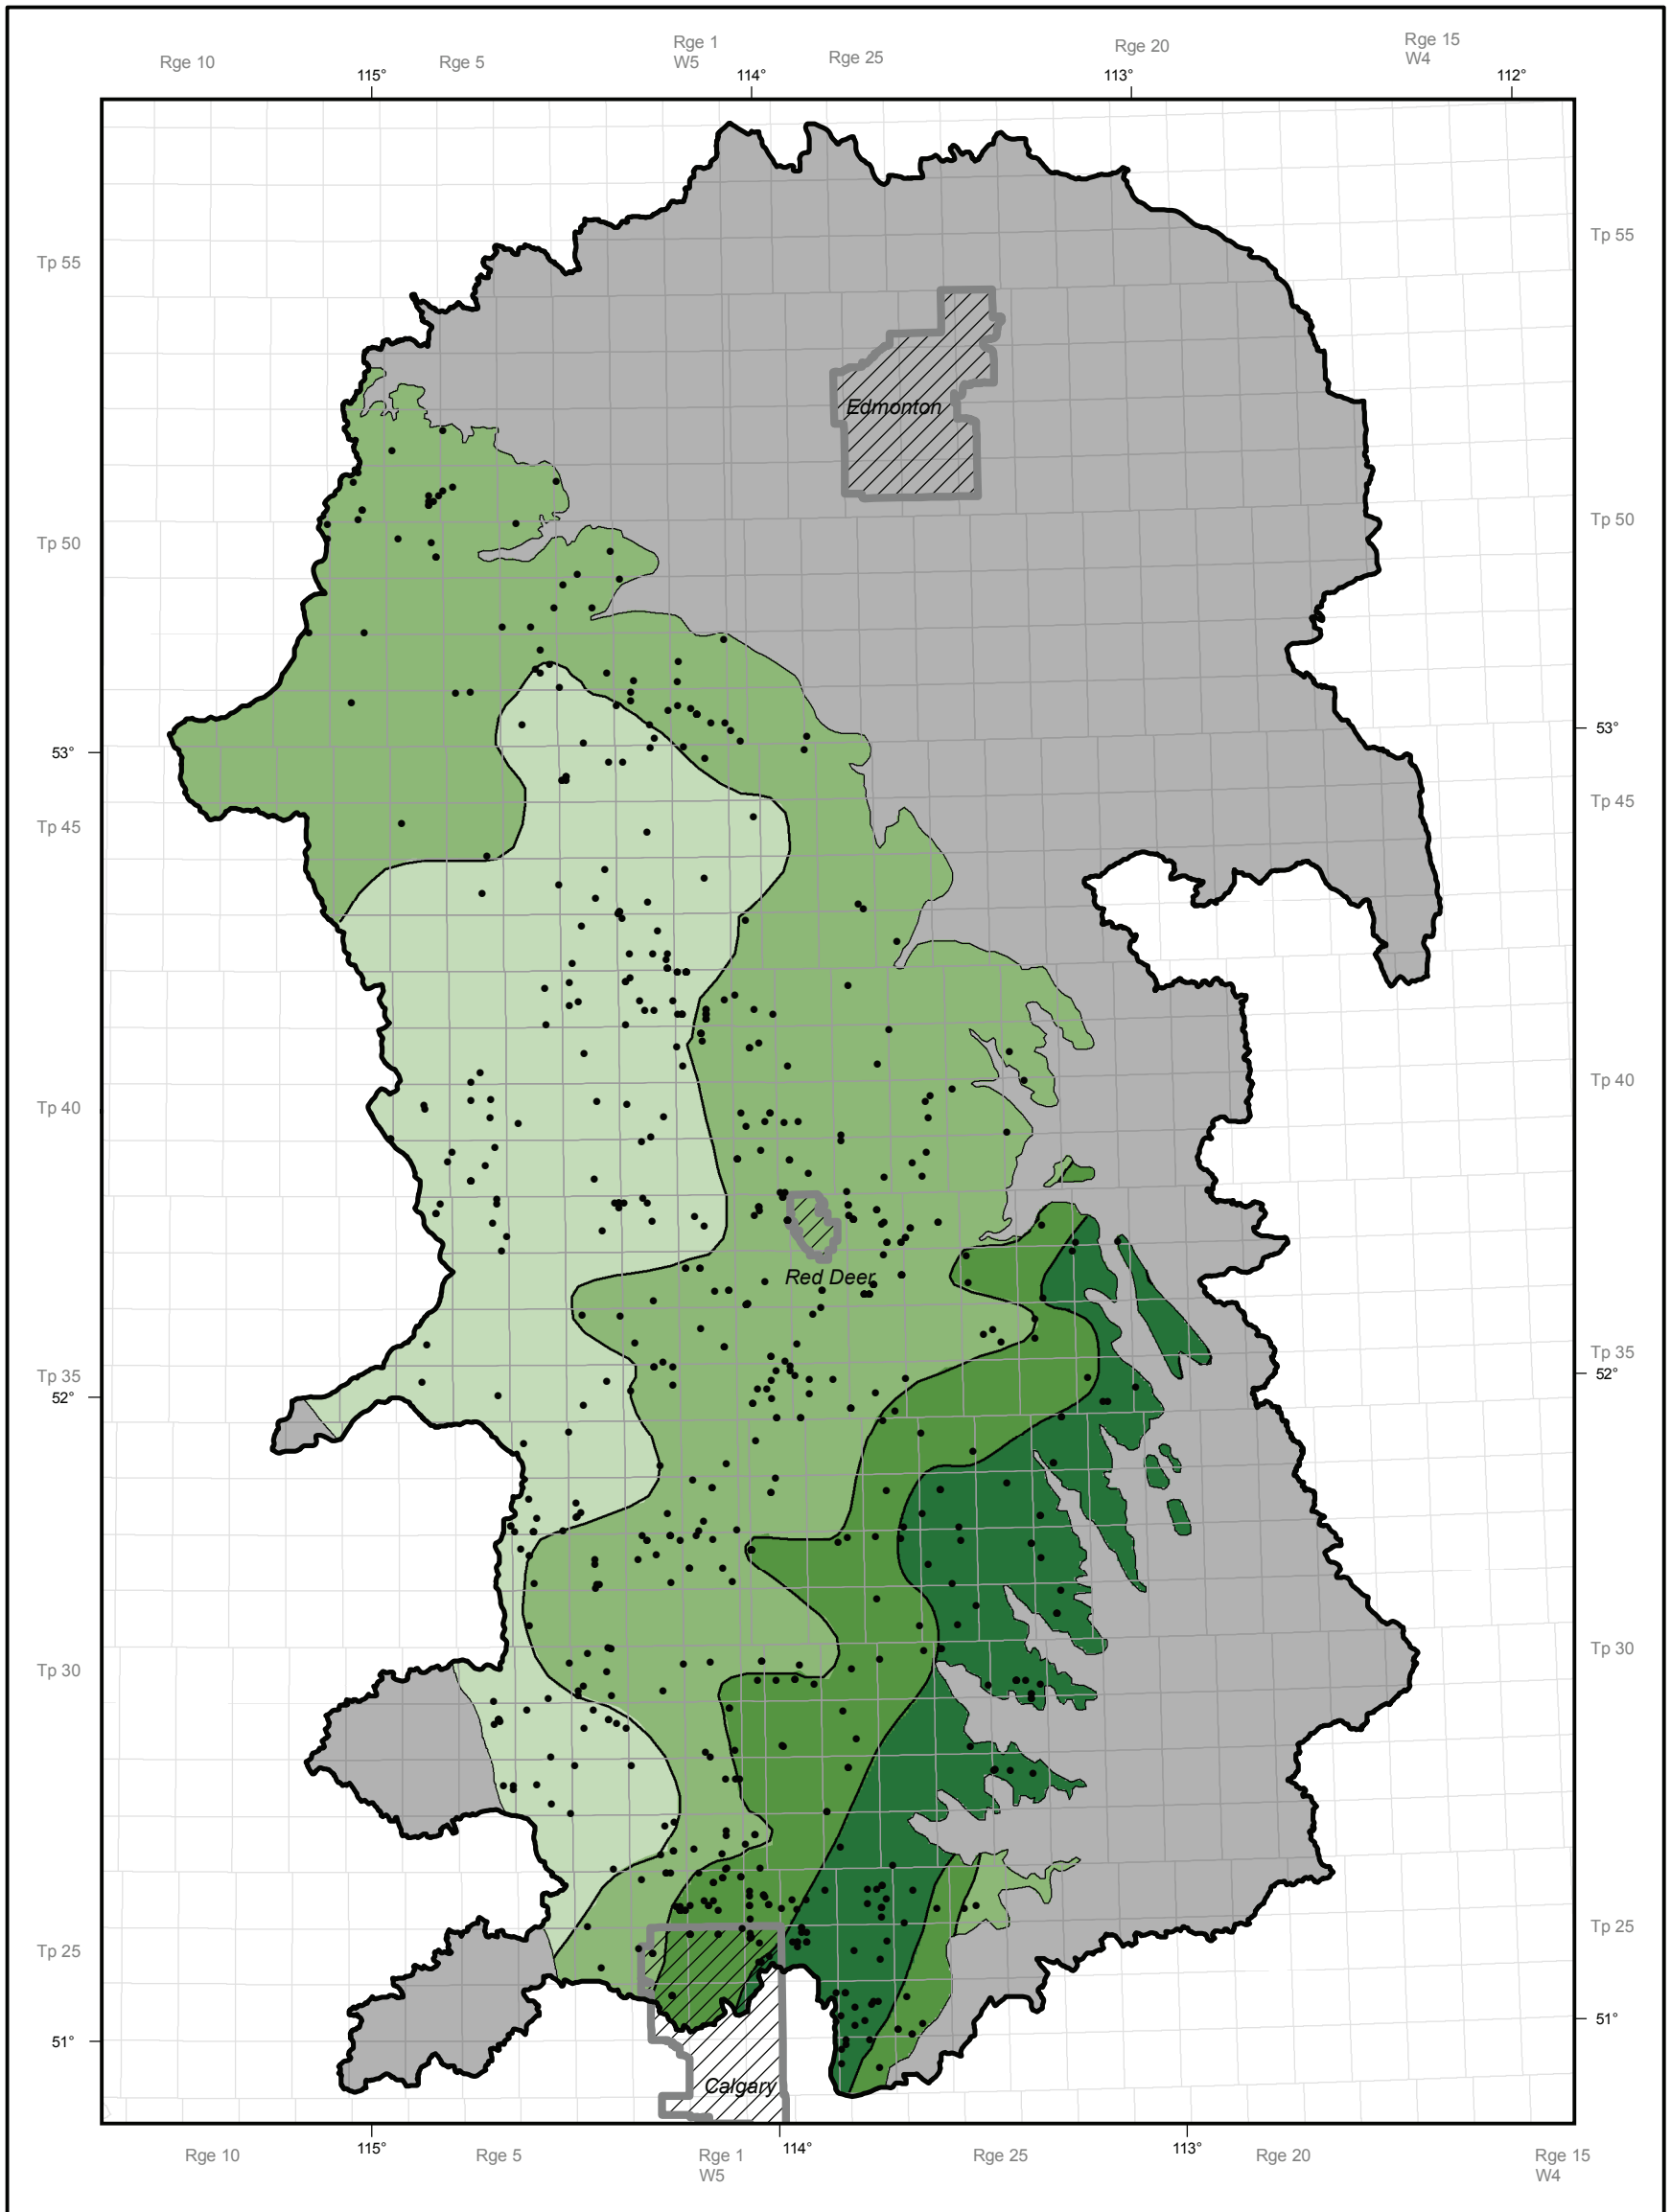 Rge 10
Rge 5
Rge 1
W5
Rge 25
Rge 20
Rge 15
W4
115°
114°
113°
112°
Tp 55
Tp 55
Edmonton
Tp 50
Tp 50
53°
53°
Tp 45
Tp 45
Tp 40
Tp 40
Red Deer
Tp 35
Tp 35
52°
52°
Tp 30
Tp 30
Tp 25
Tp 25
51°
51°
Calgary
115°
114°
113°
Rge 10
Rge 5
Rge 1
W5
Rge 25
Rge 20
Rge 15
W4